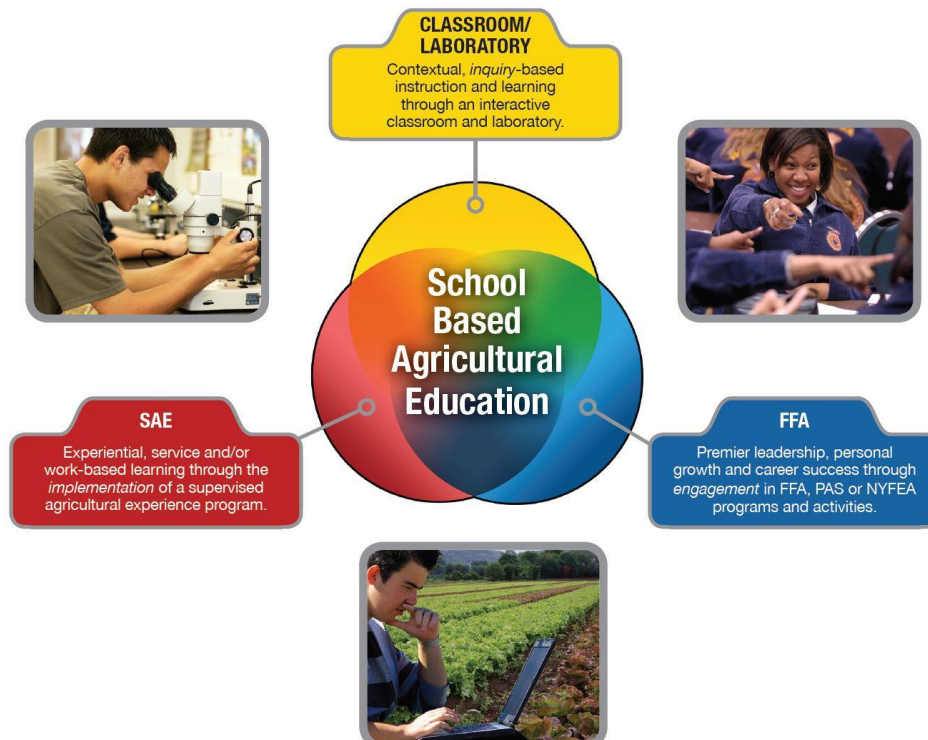 CLASSROOM/
LABORATORY
Contextual, inquiry-based
instruction and learning
through an interactive
classroom and laboratory.
School
Based
Agricultural
Education
SAE
Experiential, service and/or
work-based learning through the
implementation of a supervised
agricultural experience program.
FFA
Premier leadership, personal
growth and career success through
engagement in FFA, PAS or NYFEA
programs and activities.